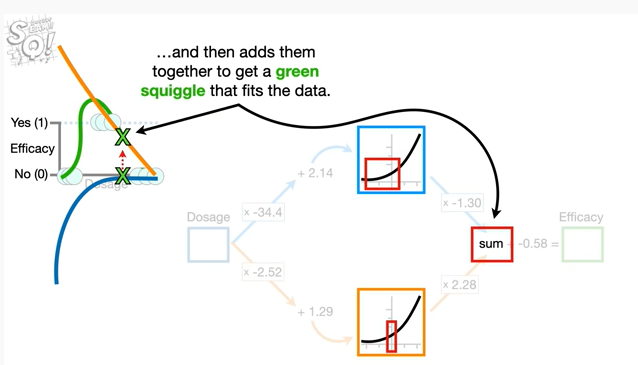 SQ!
...and then adds them
together to get a green
squiggle that fits the data.
Yes (1)
Efficacy
No (0)
Dosage
X
X
+ 2.14
Dosage
x -34.4
x -1.30
sum
-0.58 =
Efficacy
x -2.52
x 2.28
+ 1.29